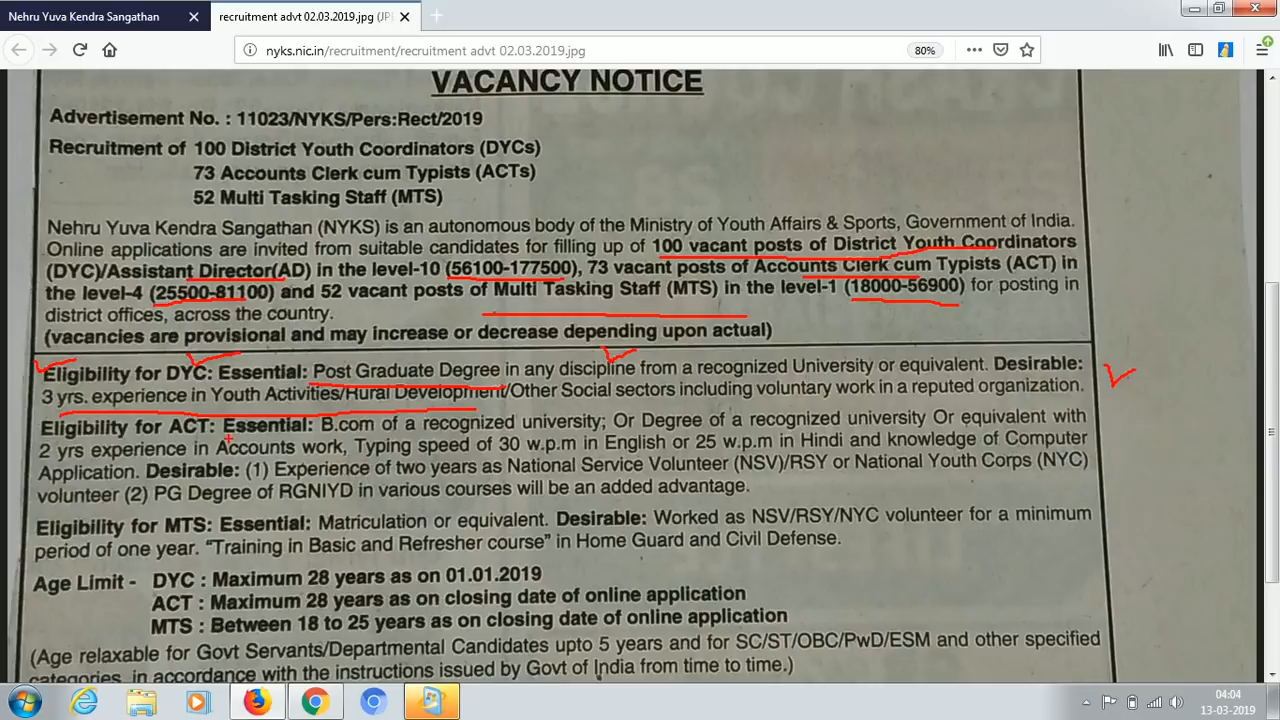 Nehru Yuva Kendra Sangathan
recruitment advt 02.03.2019.jpg (JP
nyks.nic.in/recruitment/recruitment advt 02.03.2019.jpg
80%
VACANCY NOTICE
Advertisement No. : 11023/NYKS/Pers:Rect/2019
Recruitment of 100 District Youth Coordinators (DYCs)
73 Accounts Clerk cum Typists (ACTs)
52 Multi Tasking Staff (MTS)
Nehru Yuva Kendra Sangathan (NYKS) is an autonomous body of the Ministry of Youth Affairs & Sports, Government of India.
Online applications are invited from suitable candidates for filling up of 100 vacant posts of District Youth Coordinators
(DYC)/Assistant Director(AD) in the level-10 (56100-177500), 73 vacant posts of Accounts Clerk cum Typists (ACT) in
the level-4 (25500-81100) and 52 vacant posts of Multi Tasking Staff (MTS) in the level-1 (18000-56900) for posting in
district offices, across the country.
(vacancies are provisional and may increase or decrease depending upon actual)
Eligibility for DYC: Essential: Post Graduate Degree in any discipline from a recognized University or equivalent. Desirable:
3 yrs. experience in Youth Activities/Rural Development/Other Social sectors including voluntary work in a reputed organization.
Eligibility for ACT: Essential: B.com of a recognized university; Or Degree of a recognized university Or equivalent with
2 yrs experience in Accounts work, Typing speed of 30 w.p.m in English or 25 w.p.m in Hindi and knowledge of Computer
Application. Desirable: (1) Experience of two years as National Service Volunteer (NSV)/RSY or National Youth Corps (NYC)
volunteer (2) PG Degree of RGNIYD in various courses will be an added advantage.
Eligibility for MTS: Essential: Matriculation or equivalent. Desirable: Worked as NSV/RSY/NYC volunteer for a minimum
period of one year. "Training in Basic and Refresher course" in Home Guard and Civil Defense.
Age Limit - DYC : Maximum 28 years as on 01.01.2019
ACT : Maximum 28 years as on closing date of online application
MTS : Between 18 to 25 years as on closing date of online application
(Age relaxable for Govt Servants/Departmental Candidates upto 5 years and for SC/ST/OBC/PwD/ESM and other specified
categories, in accordance with the instructions issued by Govt of India from time to time.)
04:04
13-03-2019